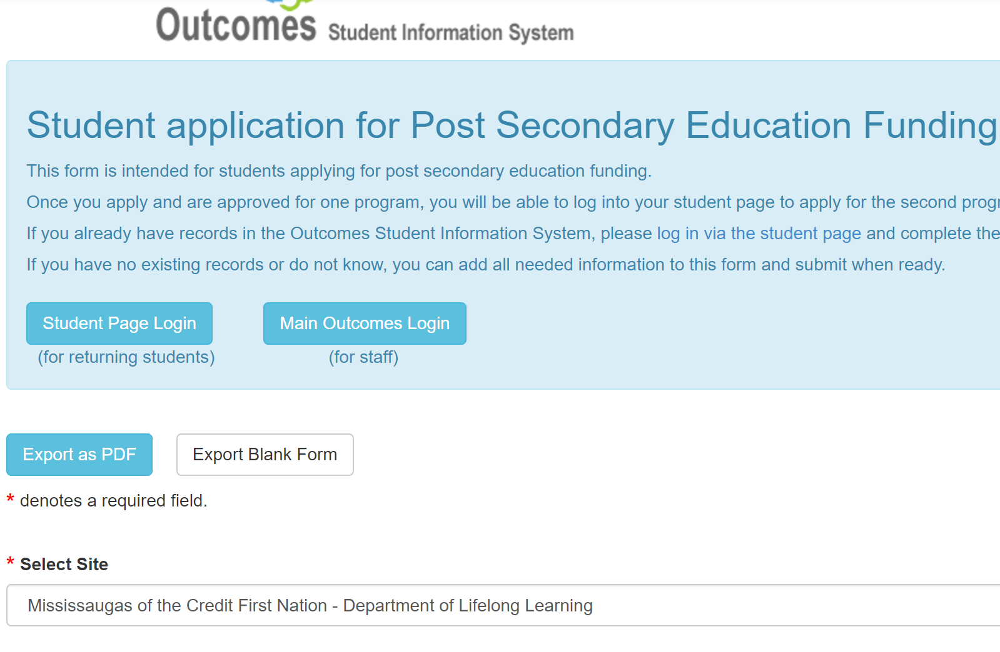 Outcomes Student Information System
Student application for Post Secondary Education Funding
This form is intended for students applying for post secondary education funding.
Once you apply and are approved for one program, you will be able to log into your student page to apply for the second
If you already have records in the Outcomes Student Information System, please log in via the student page and complete the
If you have no existing records or do not know, you can add all needed information to this form and submit when ready.
Student Page Login Main Outcomes Login
(for returning students) (for staff)
Export as PDF Export Blank Form
* denotes a required field.
* Select Site
Mississaugas of the Credit First Nation - Department of Lifelong Learning